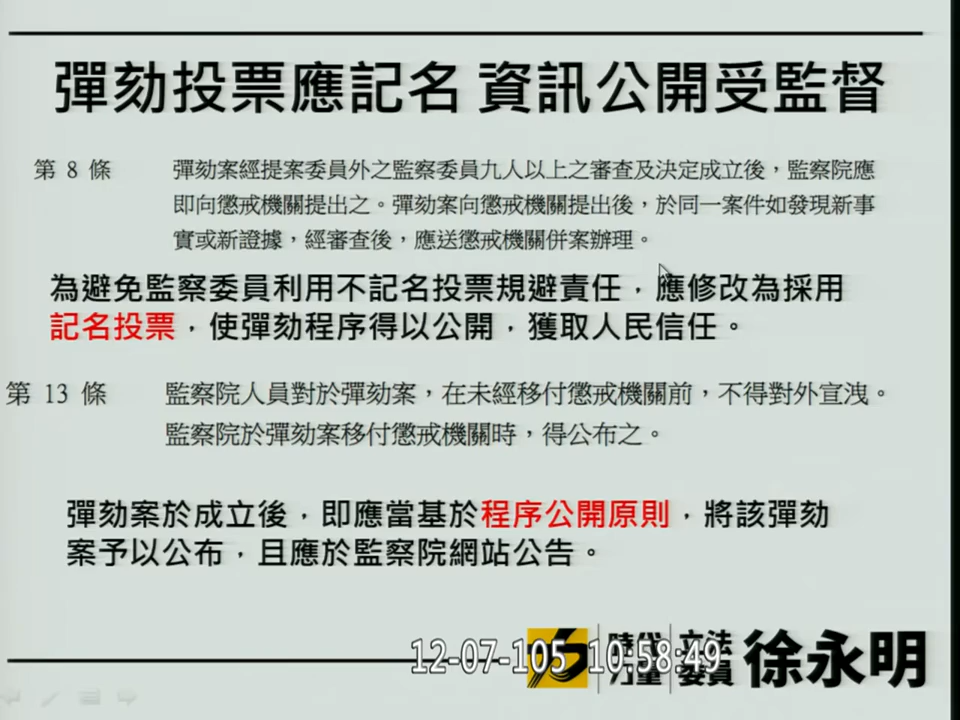 彈劾投票應記名 資訊公開受監督
第 8 條 彈劾案經提案委員外之監察委員九人以上之審查及決定成立後，監察院應
即向懲戒機關提出之。彈劾案向懲戒機關提出後，於同一案件如發現新事
實或新證據，經審查後，應送懲戒機關併案辦理。
為避免監察委員利用不記名投票規避責任，應修改為採用
記名投票，使彈劾程序得以公開，獲取人民信任。
第 13 條 監察院人員對於彈劾案，在未經移付懲戒機關前，不得對外宣洩。
監察院於彈劾案移付懲戒機關時，得公布之。
彈劾案於成立後，即應當基於程序公開原則，將該彈劾
案予以公布，且應於監察院網站公告。
時代 立法
力量 委員 徐永明
12-07-105 10:58:49